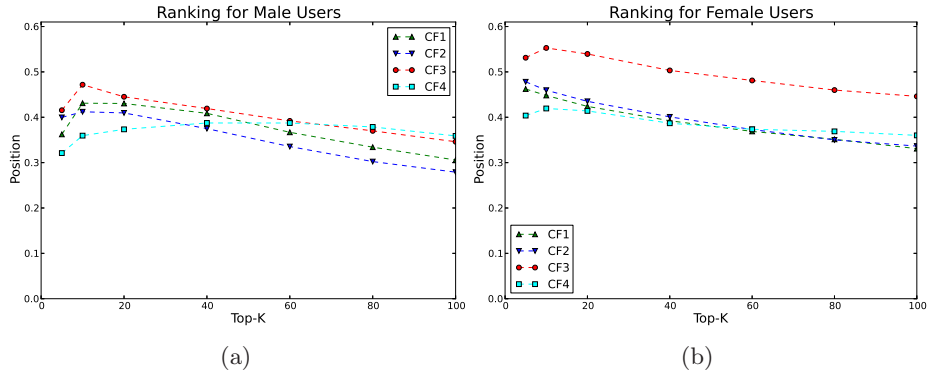 Ranking for Male Users
0.6
0.5
0.4
0.3
0.2
0.1
0.0
Position
CF1
CF2
CF3
CF4
0 20 40 60 80 100
Top-K
(a)
Ranking for Female Users
0.6
0.5
0.4
0.3
0.2
0.1
0.0
Position
CF1
CF2
CF3
CF4
0 20 40 60 80 100
Top-K
(b)